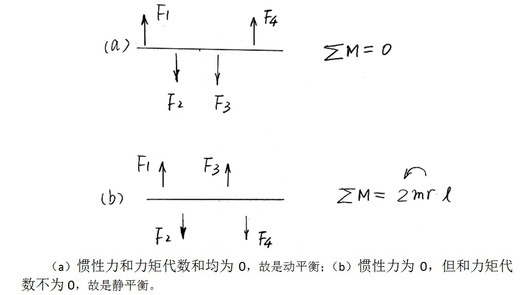 F1 F4
(a) ΣM=0
F2 F3
F1 F3
(b) ΣM= 2mr l
F2 F4
(a)惯性力和力矩代数和均为 0，故是动平衡；(b)惯性力为 0，但和力矩代
数不为 0，故是静平衡。